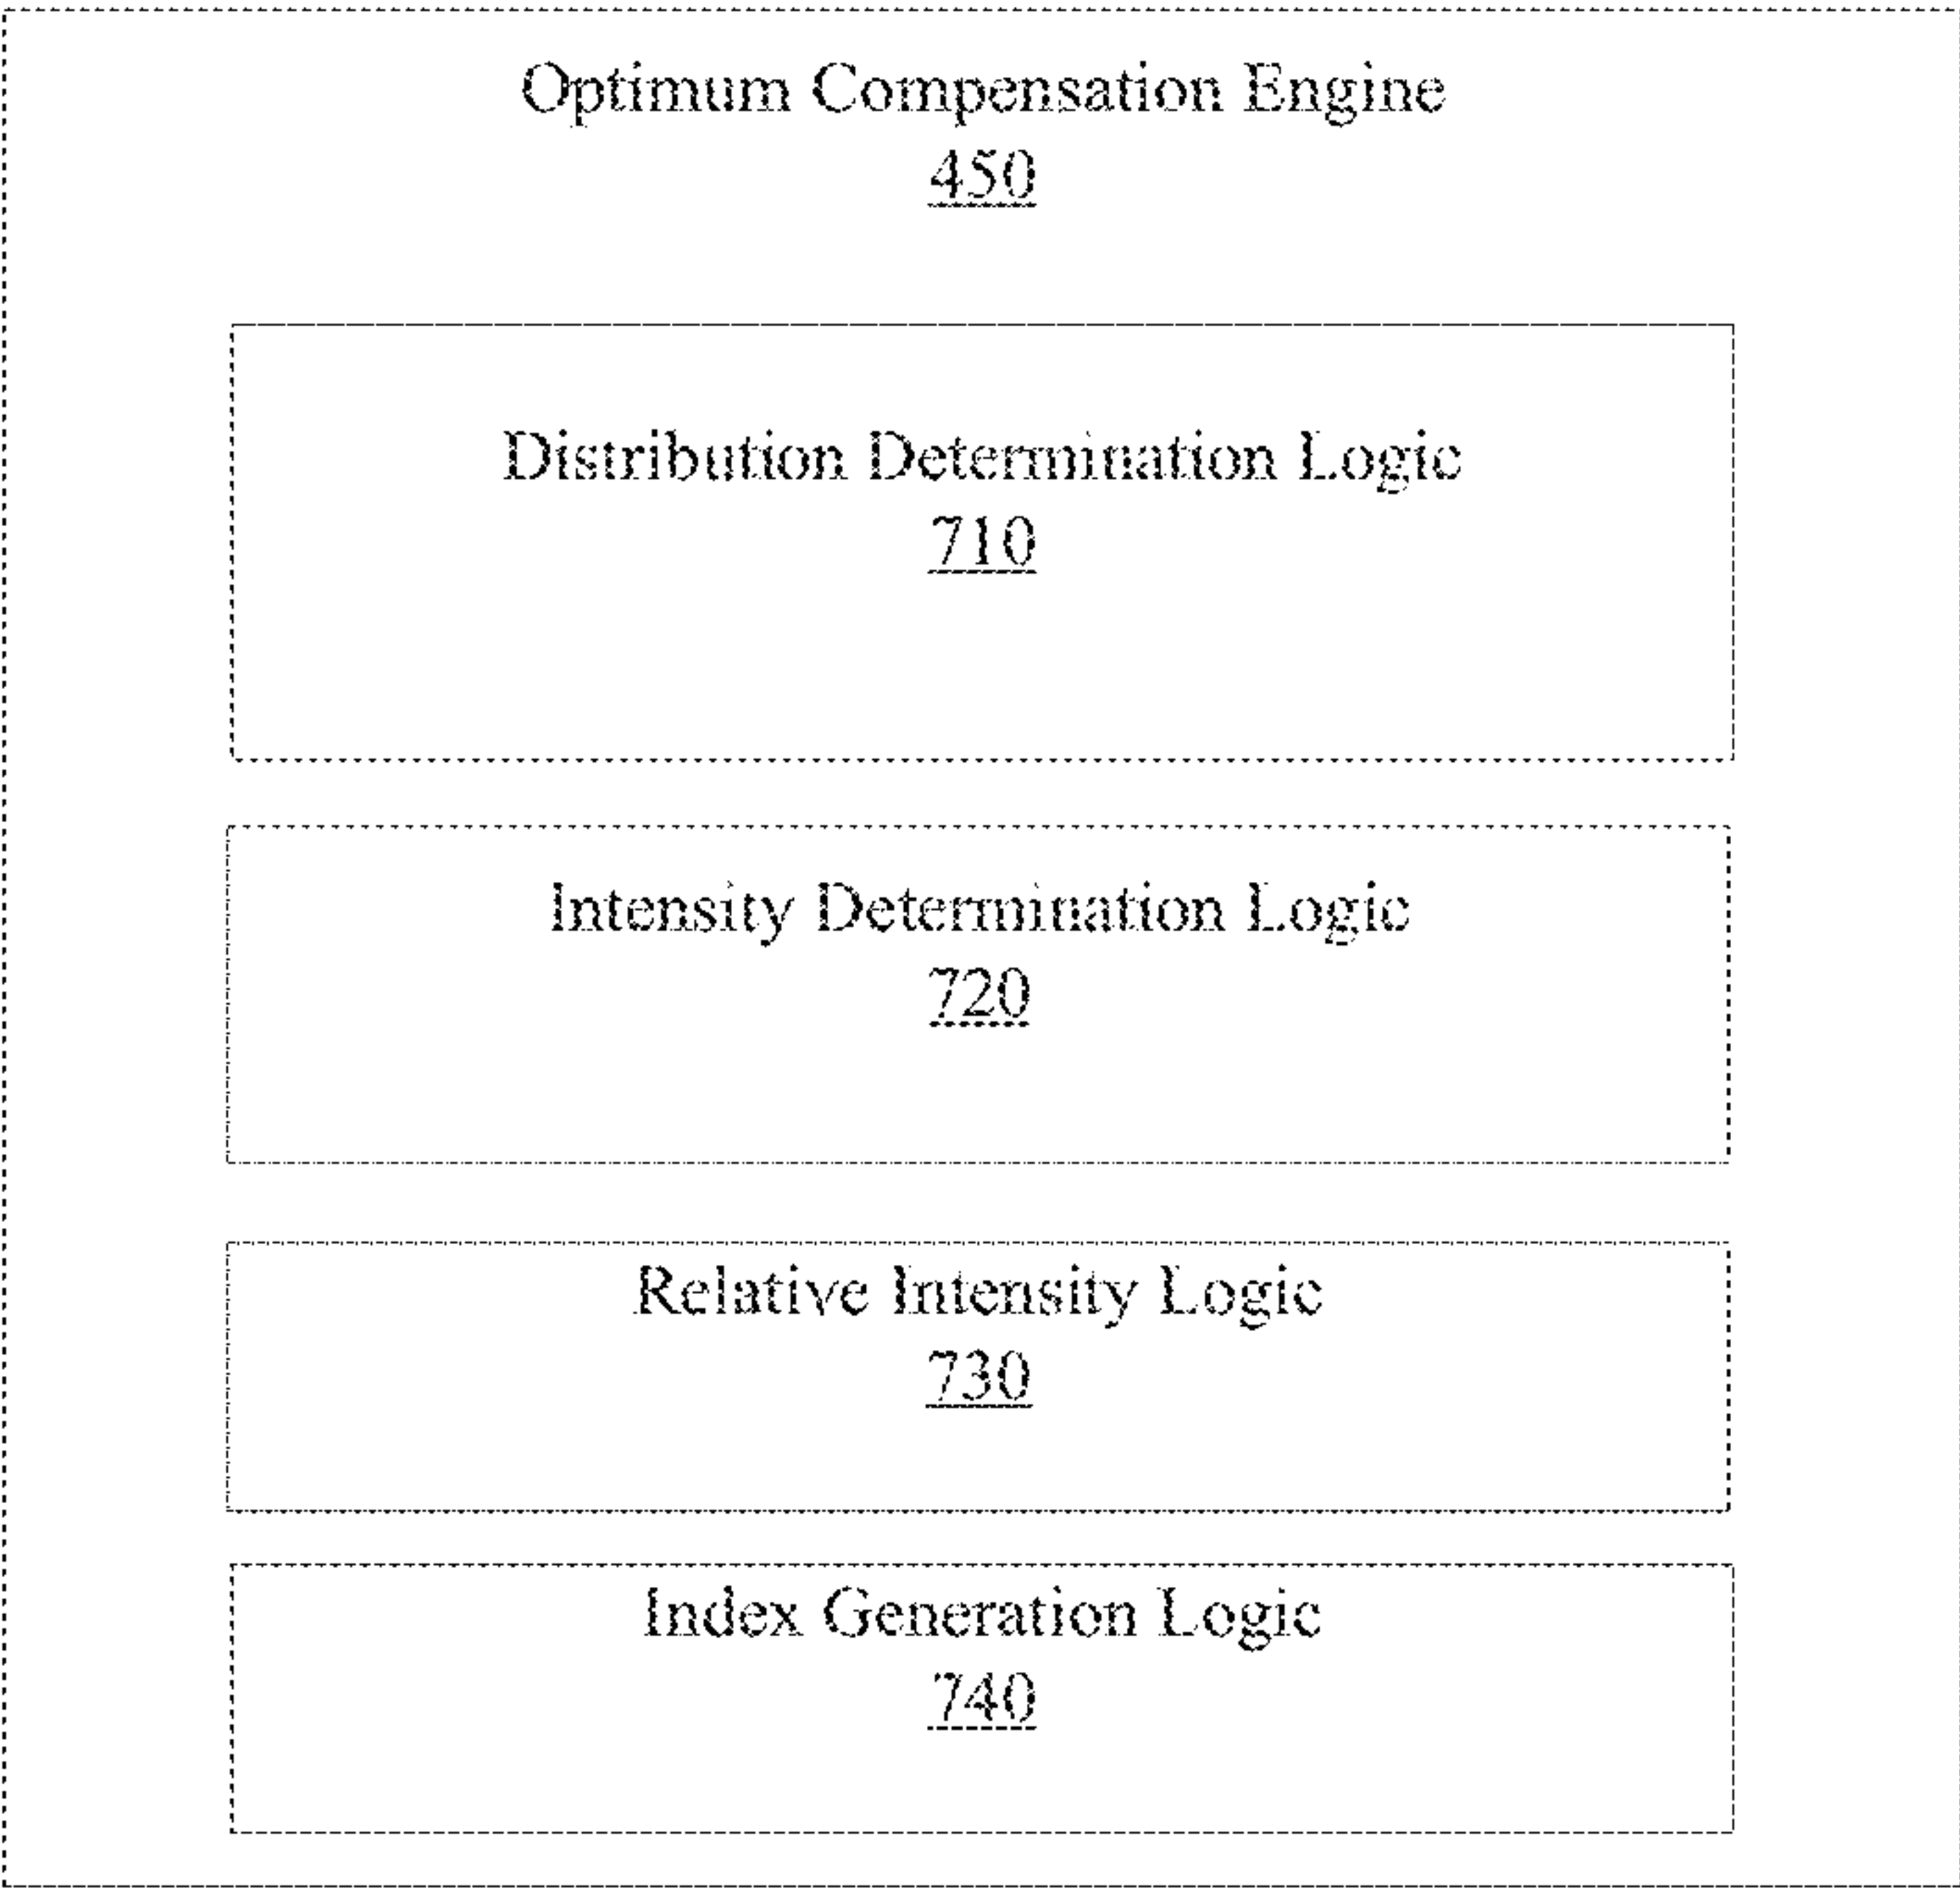 Optimum Compensation Engine
450
Distribution Determination Logic
710
Intensity Determination Logic
720
Relative Intensity Logic
730
Index Generation Logic
740